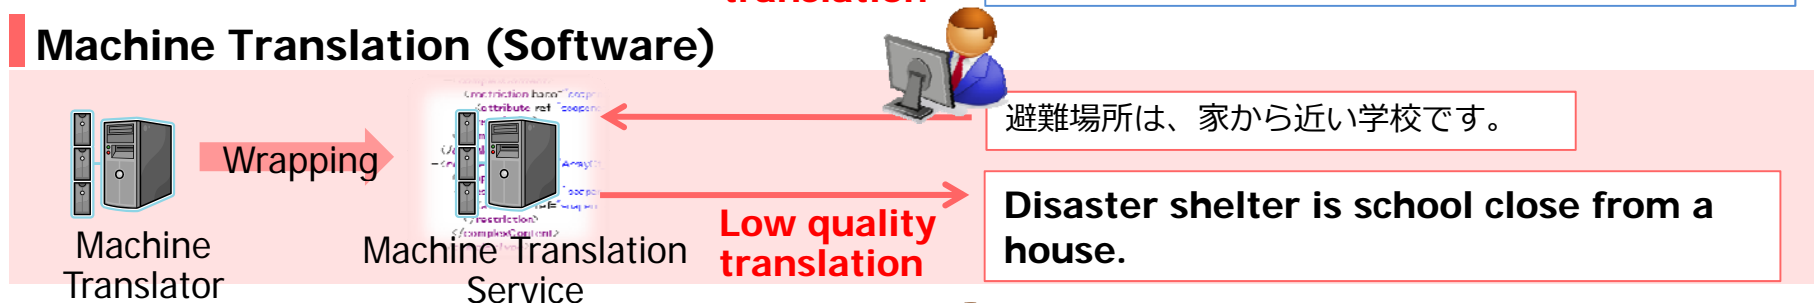 translation
Machine Translation (Software)
避難場所は、家から近い学校です。
Wrapping
Disaster shelter is school close from a
house.
Low quality
translation
Machine
Translator
Machine Translation
Service